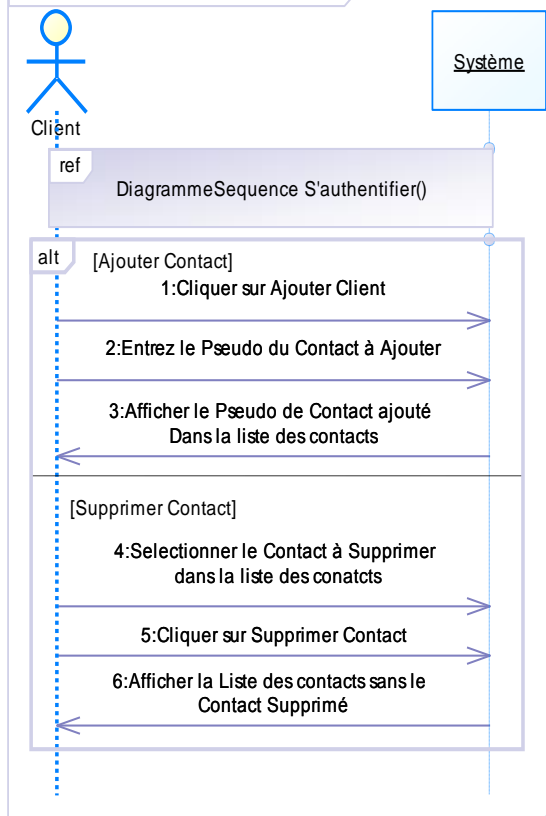 Système
Client
ref
DiagrammeSequence S'authentifier()
alt
[Ajouter Contact]
1:Cliquer sur Ajouter Client
2:Entrez le Pseudo du Contact à Ajouter
3:Afficher le Pseudo de Contact ajouté
Dans la liste des contacts
[Supprimer Contact]
4:Selectionner le Contact à Supprimer
dans la liste des conatcts
5:Cliquer sur Supprimer Contact
6:Afficher la Liste des contacts sans le
Contact Supprimé